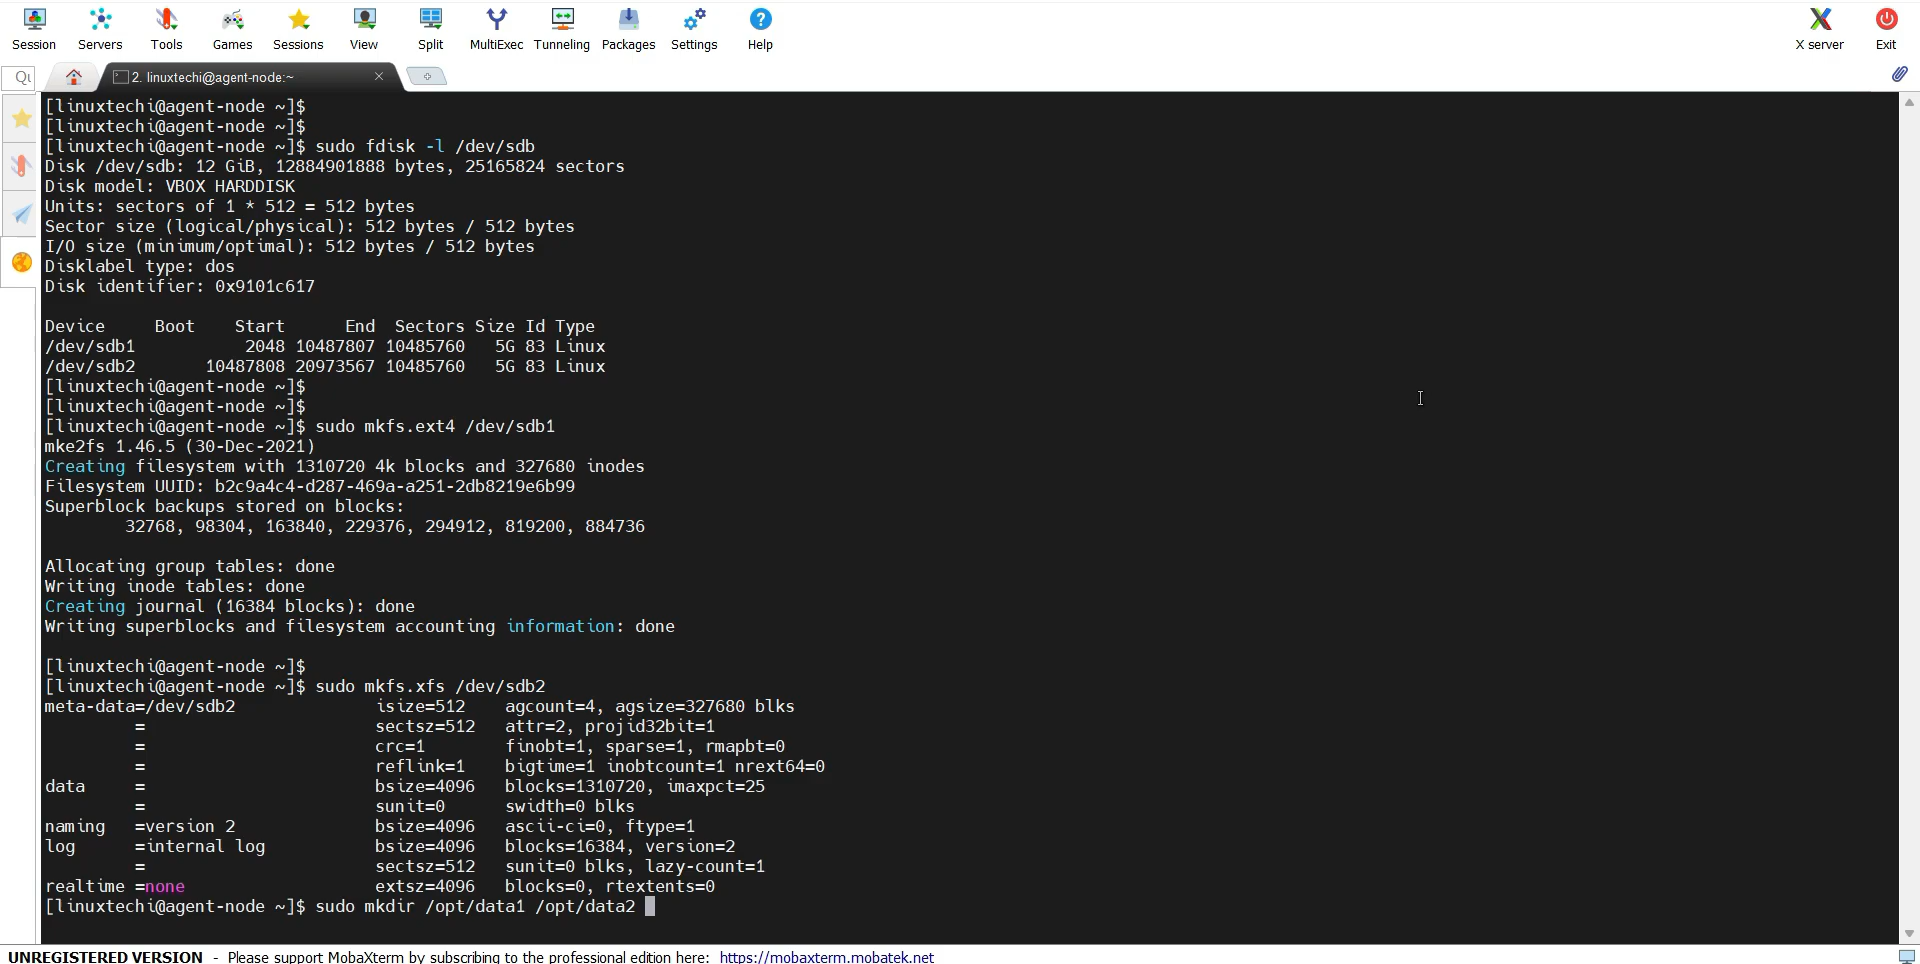 Session Servers Tools Games Sessions View Split MultiExec Tunneling Packages Settings Help X server Exit
2. linuxtechi@agent-node:~
[linuxtechi@agent-node ~]$
[linuxtechi@agent-node ~]$
[linuxtechi@agent-node ~]$ sudo fdisk -l /dev/sdb
Disk /dev/sdb: 12 GiB, 12884901888 bytes, 25165824 sectors
Disk model: VBOX HARDDISK
Units: sectors of 1 * 512 = 512 bytes
Sector size (logical/physical): 512 bytes / 512 bytes
I/O size (minimum/optimal): 512 bytes / 512 bytes
Disklabel type: dos
Disk identifier: 0x9101c617
Device     Boot    Start      End  Sectors Size Id Type
/dev/sdb1           2048 10487807 10485760   5G 83 Linux
/dev/sdb2       10487808 20973567 10485760   5G 83 Linux
[linuxtechi@agent-node ~]$
[linuxtechi@agent-node ~]$
[linuxtechi@agent-node ~]$ sudo mkfs.ext4 /dev/sdb1
mke2fs 1.46.5 (30-Dec-2021)
Creating filesystem with 1310720 4k blocks and 327680 inodes
Filesystem UUID: b2c9a4c4-d287-469a-a251-2db8219e6b99
Superblock backups stored on blocks:
        32768, 98304, 163840, 229376, 294912, 819200, 884736
Allocating group tables: done
Writing inode tables: done
Creating journal (16384 blocks): done
Writing superblocks and filesystem accounting information: done
[linuxtechi@agent-node ~]$
[linuxtechi@agent-node ~]$ sudo mkfs.xfs /dev/sdb2
meta-data=/dev/sdb2              isize=512    agcount=4, agsize=327680 blks
         =                       sectsz=512   attr=2, projid32bit=1
         =                       crc=1        finobt=1, sparse=1, rmapbt=0
         =                       reflink=1    bigtime=1 inobtcount=1 nrext64=0
data     =                       bsize=4096   blocks=1310720, imaxpct=25
         =                       sunit=0      swidth=0 blks
naming   =version 2              bsize=4096   ascii-ci=0, ftype=1
log      =internal log           bsize=4096   blocks=16384, version=2
         =                       sectsz=512   sunit=0 blks, lazy-count=1
realtime =none                   extsz=4096   blocks=0, rtextents=0
[linuxtechi@agent-node ~]$ sudo mkdir /opt/data1 /opt/data2
UNREGISTERED VERSION - Please support MobaXterm by subscribing to the professional edition here: https://mobaxterm.mobatek.net